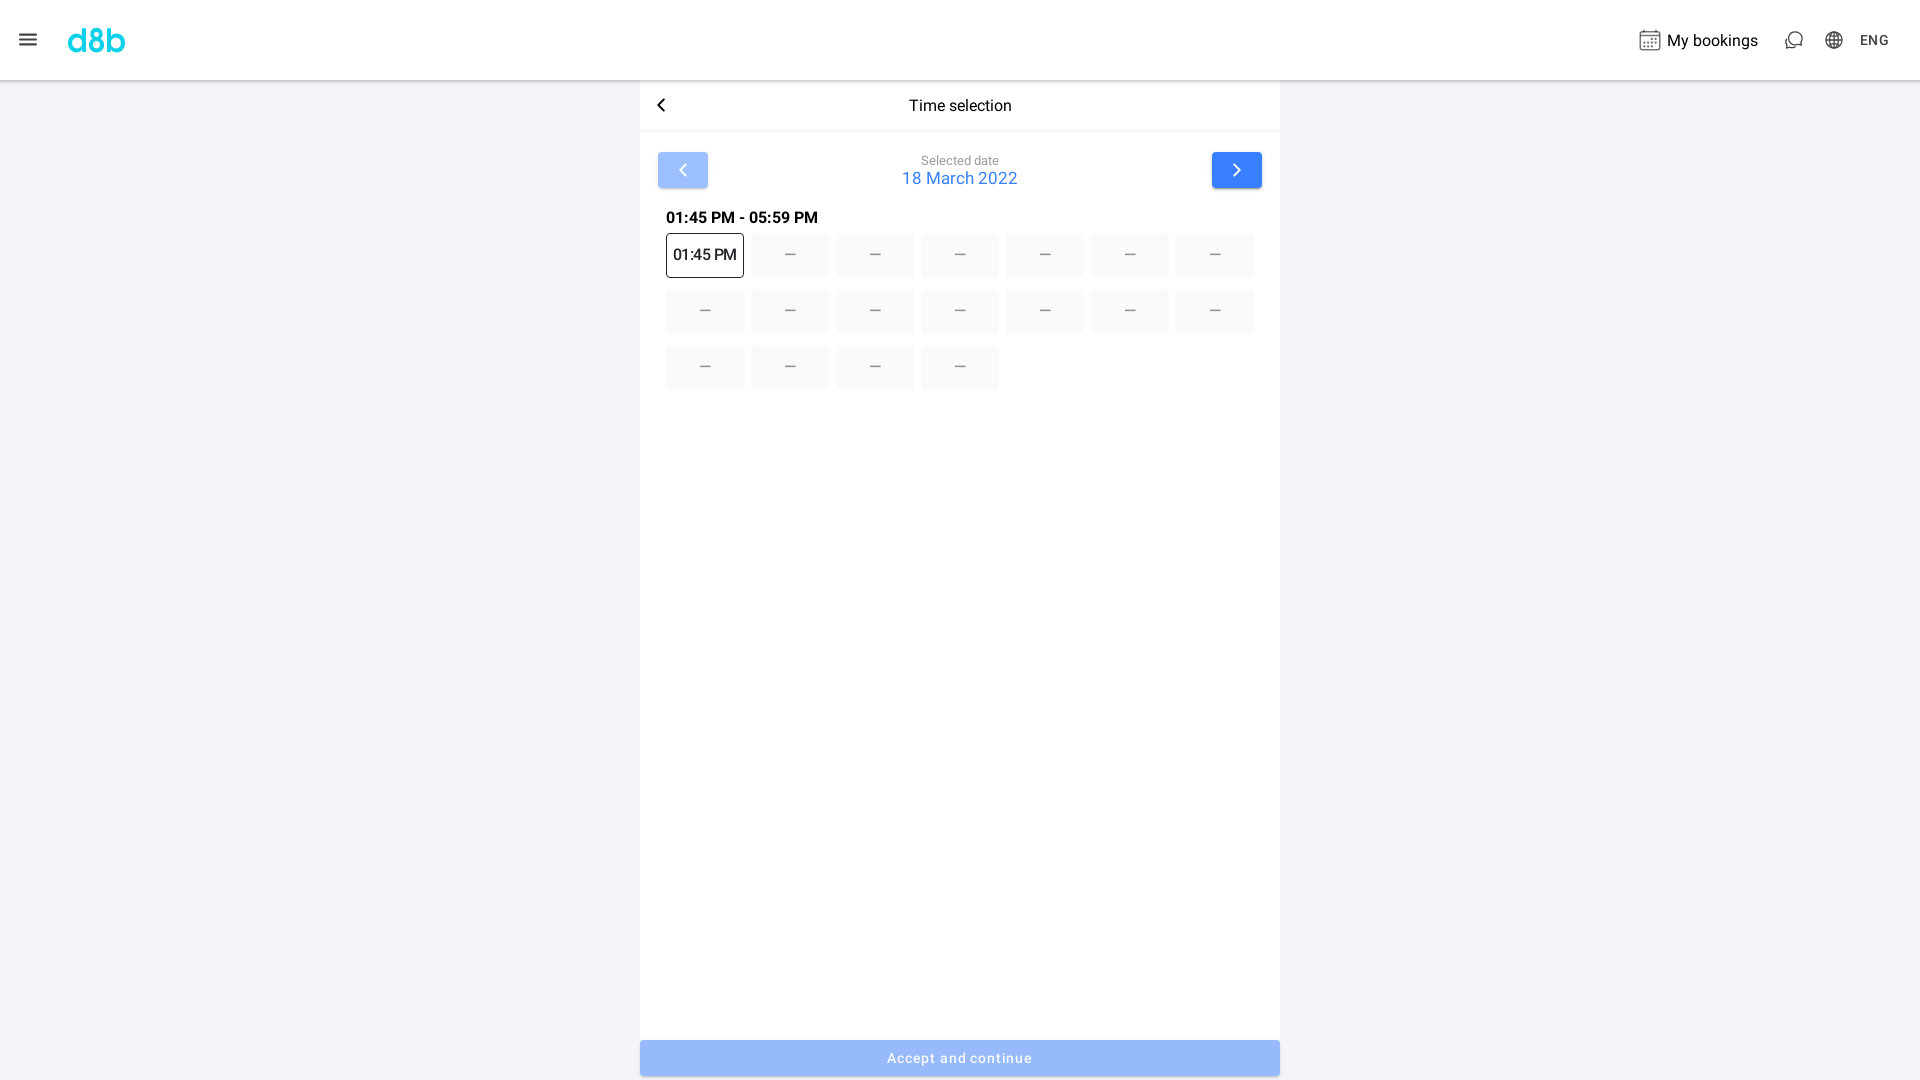 d8b
My bookings
ENG
Time selection
Selected date
18 March 2022
01:45 PM - 05:59 PM
01:45 PM — — — — — —
— — — — — — —
— — — —
Accept and continue